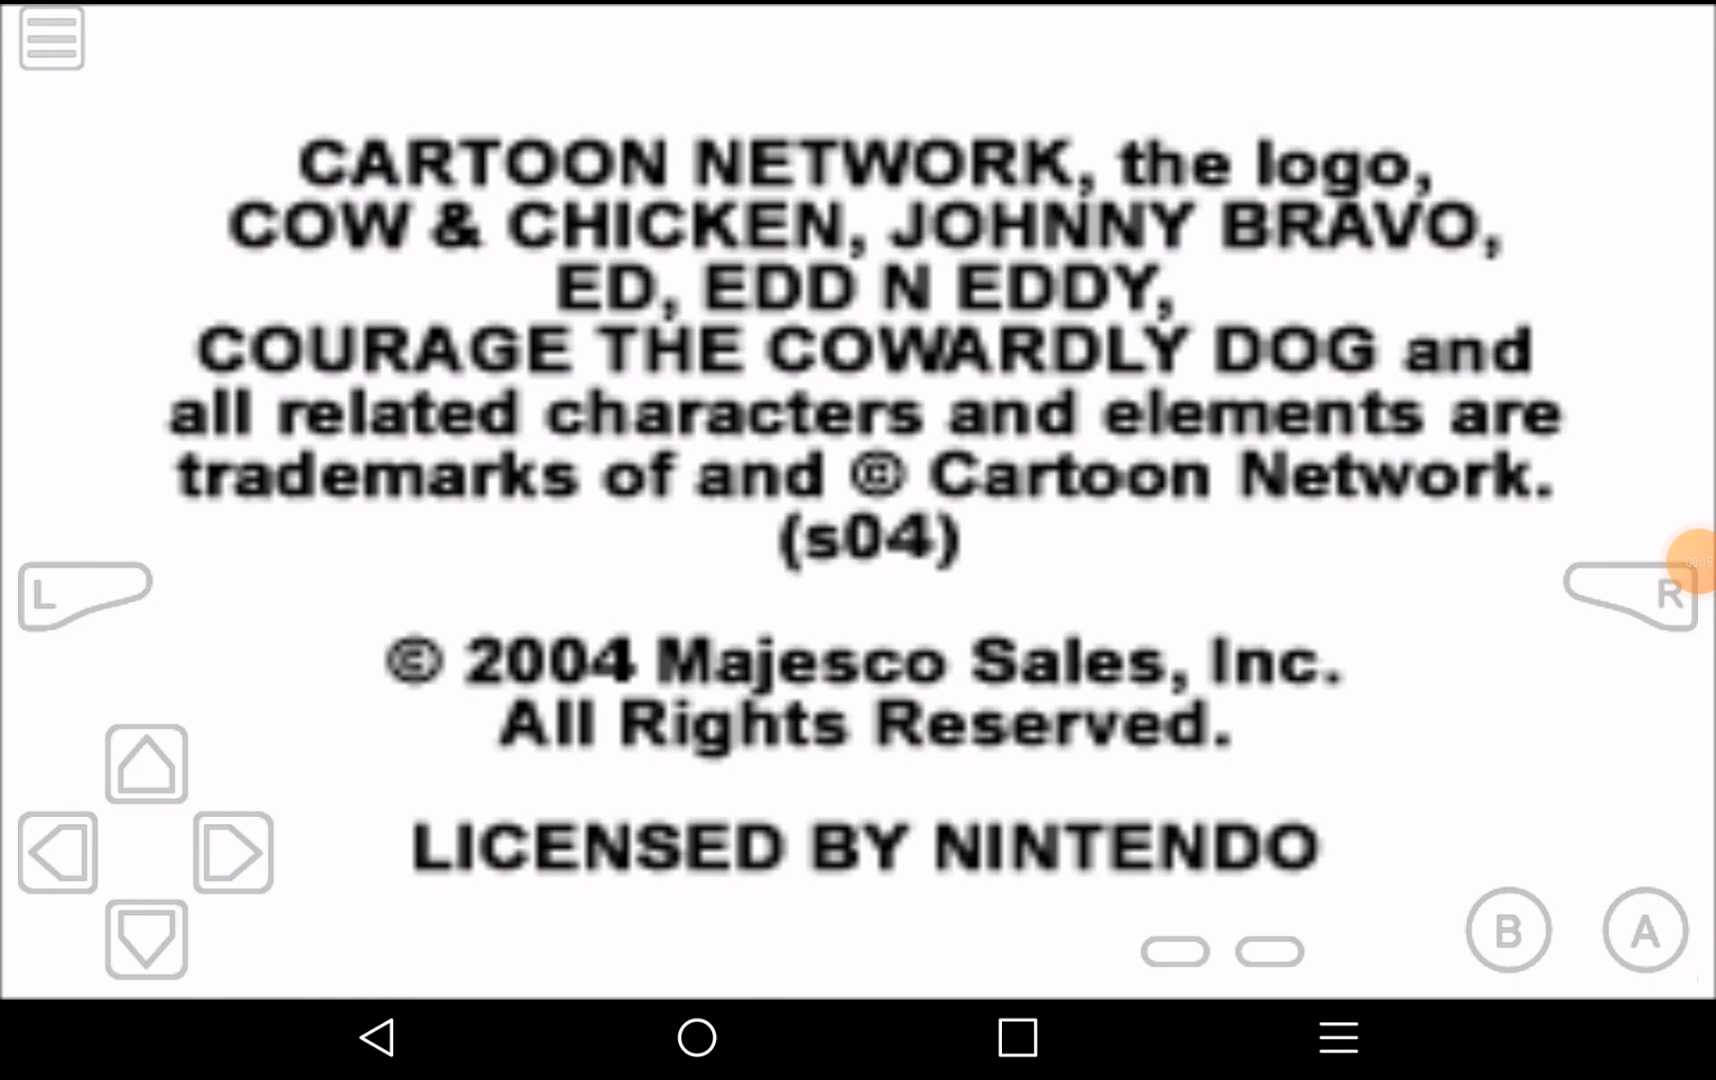 CARTOON NETWORK, the logo,
COW & CHICKEN, JOHNNY BRAVO,
ED, EDD N EDDY,
COURAGE THE COWARDLY DOG and
all related characters and elements are
trademarks of and © Cartoon Network.
(s04)
L
R
© 2004 Majesco Sales, Inc.
All Rights Reserved.
LICENSED BY NINTENDO
B
A